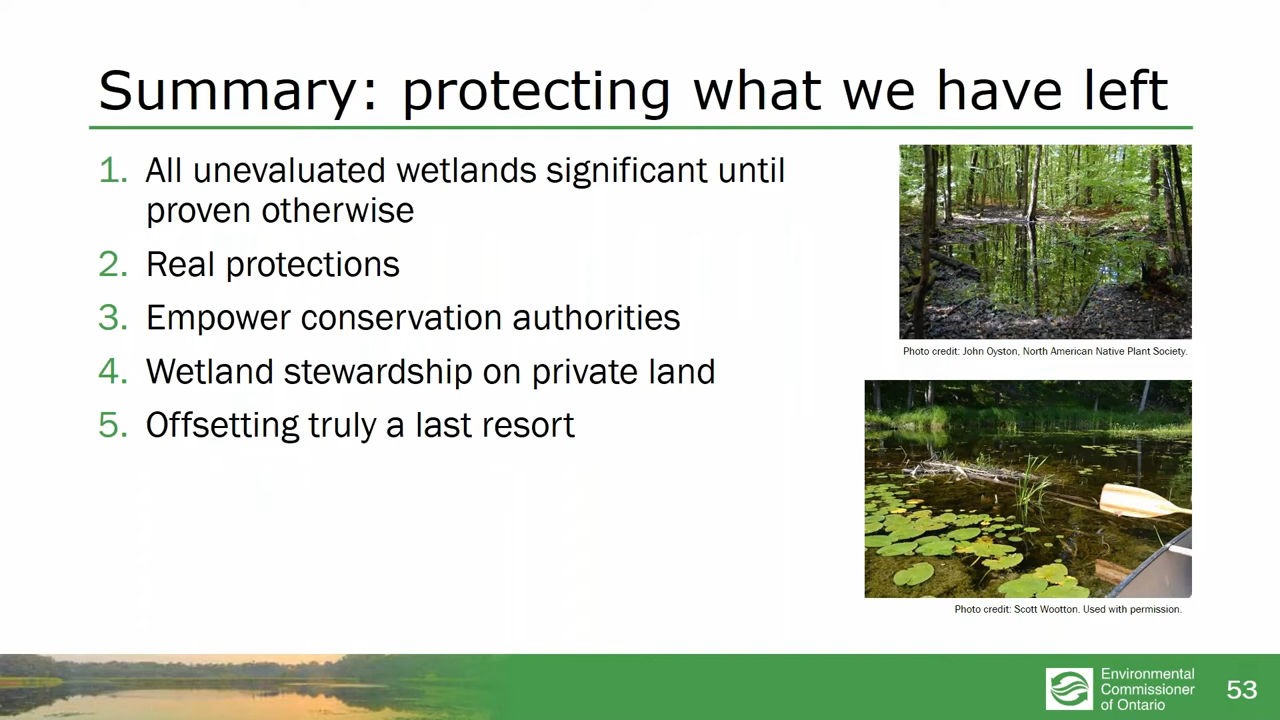 Summary: protecting what we have left
1. All unevaluated wetlands significant until
proven otherwise
2. Real protections
3. Empower conservation authorities
4. Wetland stewardship on private land
5. Offsetting truly a last resort
Photo credit: John Oyston, North American Native Plant Society.
Photo credit: Scott Wootton. Used with permission.
Environmental
Commissioner
of Ontario
53